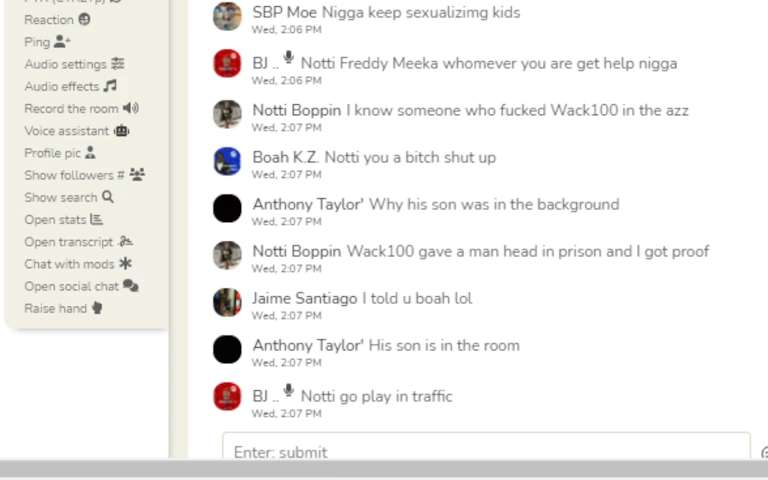 Reaction
Ping
Audio settings
Audio effects
Record the room
Voice assistant
Profile pic
Show followers #
Show search
Open stats
Open transcript
Chat with mods
Open social chat
Raise hand
SBP Moe Nigga keep sexualizimg kids
Wed, 2:06 PM
BJ .. Notti Freddy Meeka whomever you are get help nigga
Wed, 2:06 PM
Notti Boppin I know someone who fucked Wack100 in the azz
Wed, 2:07 PM
Boah K.Z. Notti you a bitch shut up
Wed, 2:07 PM
Anthony Taylor' Why his son was in the background
Wed, 2:07 PM
Notti Boppin Wack100 gave a man head in prison and I got proof
Wed, 2:07 PM
Jaime Santiago I told u boah lol
Wed, 2:07 PM
Anthony Taylor' His son is in the room
Wed, 2:07 PM
BJ .. Notti go play in traffic
Wed, 2:07 PM
Enter: submit